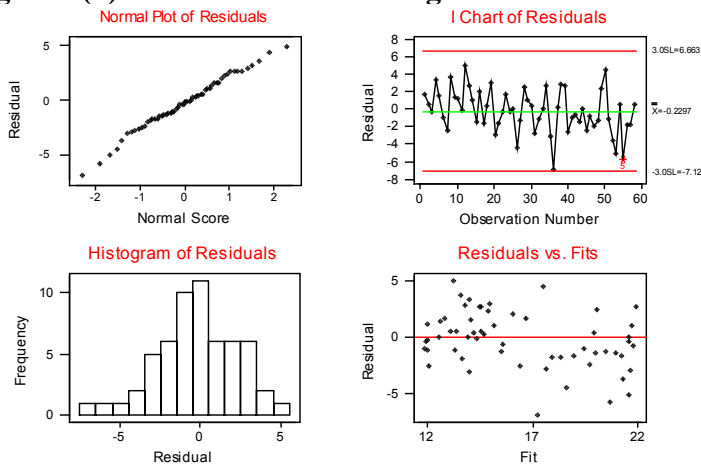 Normal Plot of Residuals
5
0
-5
Residual
-2
-1
0
1
2
Normal Score
I Chart of Residuals
8
6
4
2
0
-2
-4
-6
-8
Residual
3.0SL=6.663
X=-0.2297
-3.0SL=-7.12
5
0
10
20
30
40
50
60
Observation Number
Histogram of Residuals
10
5
0
Frequency
-5
0
5
Residual
Residuals vs. Fits
5
0
-5
Residual
12
17
22
Fit